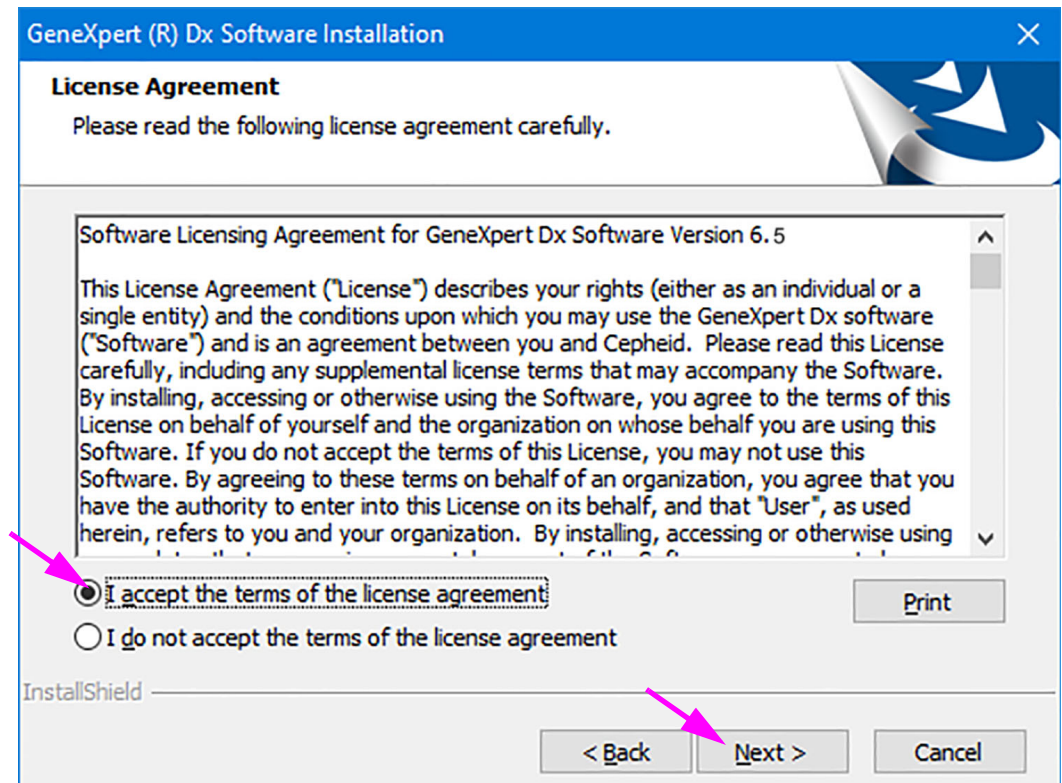 GeneXpert (R) Dx Software Installation
License Agreement
Please read the following license agreement carefully.
Software Licensing Agreement for GeneXpert Dx Software Version 6.5
This License Agreement ("License") describes your rights (either as an individual or a
single entity) and the conditions upon which you may use the GeneXpert Dx software
("Software") and is an agreement between you and Cepheid.  Please read this License
carefully, including any supplemental license terms that may accompany the Software.
By installing, accessing or otherwise using the Software, you agree to the terms of this
License on behalf of yourself and the organization on whose behalf you are using this
Software. If you do not accept the terms of this License, you may not use this
Software. By agreeing to these terms on behalf of an organization, you agree that you
have the authority to enter into this License on its behalf, and that "User", as used
herein, refers to you and your organization.  By installing, accessing or otherwise using
I accept the terms of the license agreement
Print
I do not accept the terms of the license agreement
InstallShield
< Back
Next >
Cancel